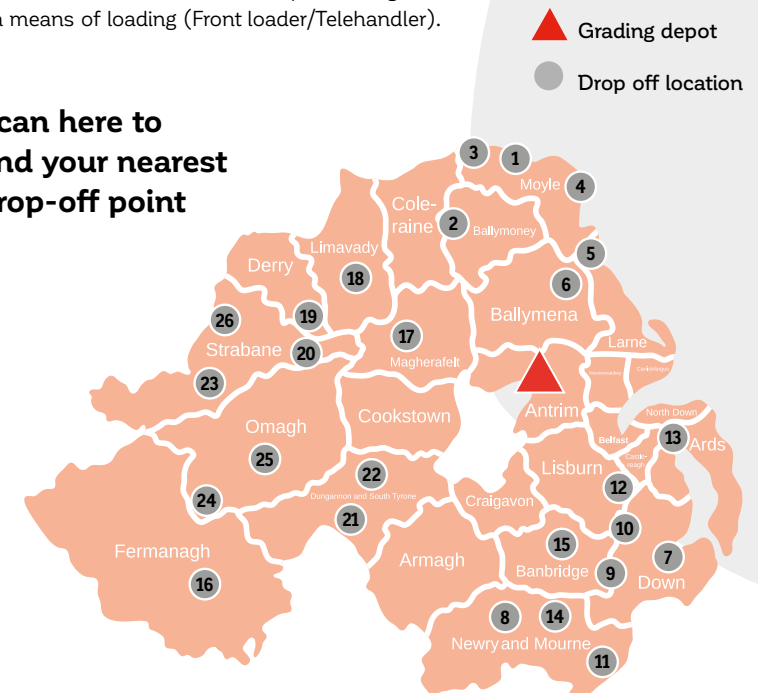 a means of loading (Front loader/Telehandler).
Grading depot
Drop off location
can here to
nd your nearest
rop-off point
3
1
Moyle
4
Cole-
raine
2
Ballymoney
Limavady
5
Derry
18
6
26
19
Ballymena
17
Strabane
20
Larne
Magherafelt
23
Newtownabbey
Carrickfergus
Antrim
Cookstown
North Down
Omagh
Belfast
13
Ards
25
Castle-
reagh
22
Lisburn
12
24
Dungannon and South Tyrone
Craigavon
21
10
Fermanagh
15
7
Armagh
Banbridge
9
16
Down
8
14
Newry and Mourne
11